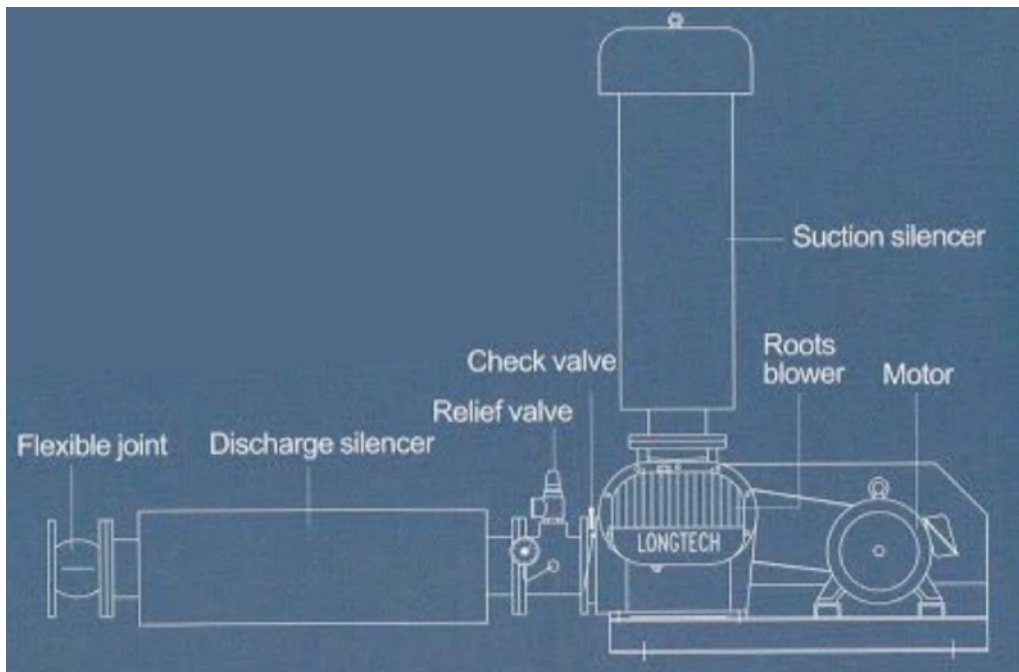 Suction silencer
Roots
blower
Motor
Check valve
Relief valve
Flexible joint
Discharge silencer
LONGTECH